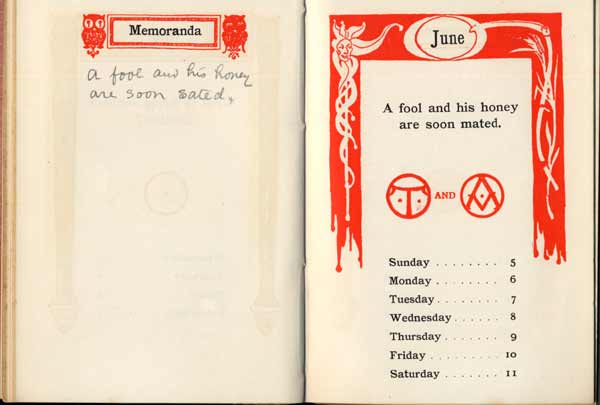 Memoranda
A fool and his honey
are soon sated.
June
A fool and his honey
are soon mated.
T AND A
Sunday . . . . . . . . 5
Monday . . . . . . . . 6
Tuesday . . . . . . . . 7
Wednesday . . . . . . 8
Thursday . . . . . . . 9
Friday . . . . . . . . . 10
Saturday . . . . . . . 11